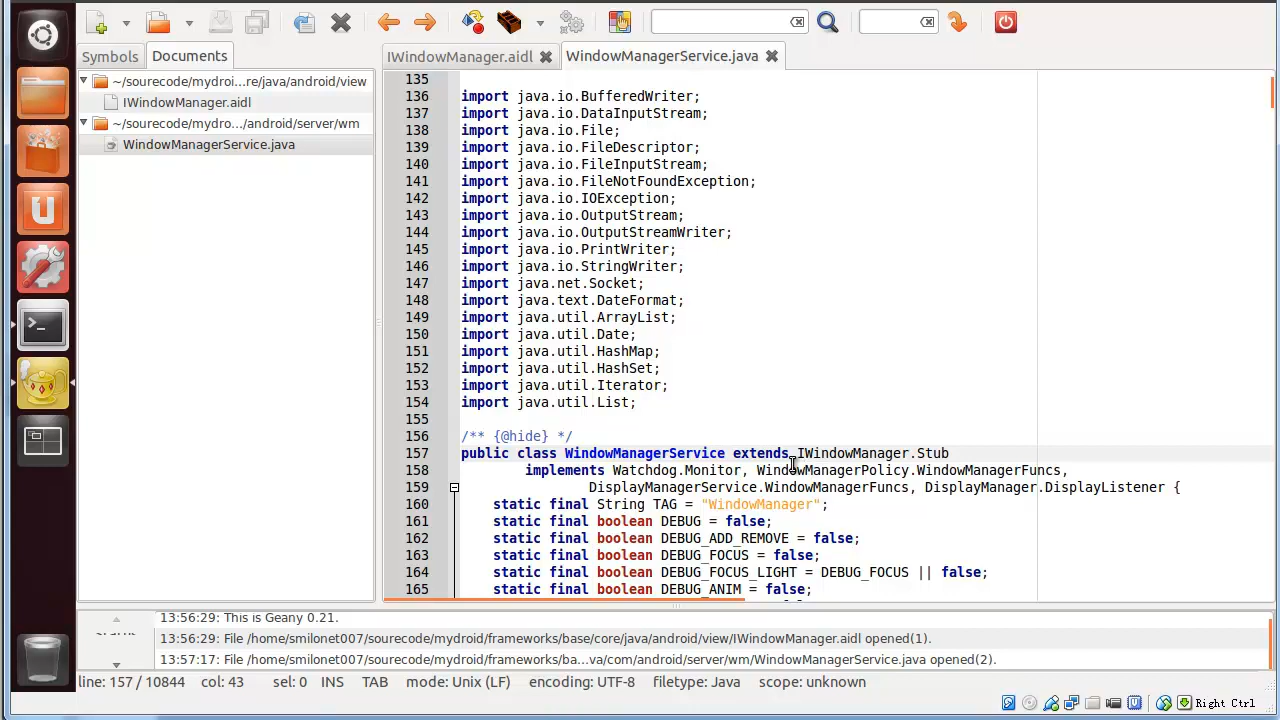 Symbols
Documents
IWindowManager.aidl
WindowManagerService.java
~/sourecode/mydroi...re/java/android/view
IWindowManager.aidl
~/sourecode/mydro.../android/server/wm
WindowManagerService.java
135
136 import java.io.BufferedWriter;
137 import java.io.DataInputStream;
138 import java.io.File;
139 import java.io.FileDescriptor;
140 import java.io.FileInputStream;
141 import java.io.FileNotFoundException;
142 import java.io.IOException;
143 import java.io.OutputStream;
144 import java.io.OutputStreamWriter;
145 import java.io.PrintWriter;
146 import java.io.StringWriter;
147 import java.net.Socket;
148 import java.text.DateFormat;
149 import java.util.ArrayList;
150 import java.util.Date;
151 import java.util.HashMap;
152 import java.util.HashSet;
153 import java.util.Iterator;
154 import java.util.List;
155
156 /** {@hide} */
157 public class WindowManagerService extends IWindowManager.Stub
158 implements Watchdog.Monitor, WindowManagerPolicy.WindowManagerFuncs,
159 DisplayManagerService.WindowManagerFuncs, DisplayManager.DisplayListener {
160 static final String TAG = "WindowManager";
161 static final boolean DEBUG = false;
162 static final boolean DEBUG_ADD_REMOVE = false;
163 static final boolean DEBUG_FOCUS = false;
164 static final boolean DEBUG_FOCUS_LIGHT = DEBUG_FOCUS || false;
165 static final boolean DEBUG_ANIM = false;
13:56:29: This is Geany 0.21.
13:56:29: File /home/smilonet007/sourecode/mydroid/frameworks/base/core/java/android/view/IWindowManager.aidl opened(1).
13:57:17: File /home/smilonet007/sourecode/mydroid/frameworks/ba...va/com/android/server/wm/WindowManagerService.java opened(2).
line: 157 / 10844 col: 43 sel: 0 INS TAB mode: Unix (LF) encoding: UTF-8 filetype: Java scope: unknown
Right Ctrl